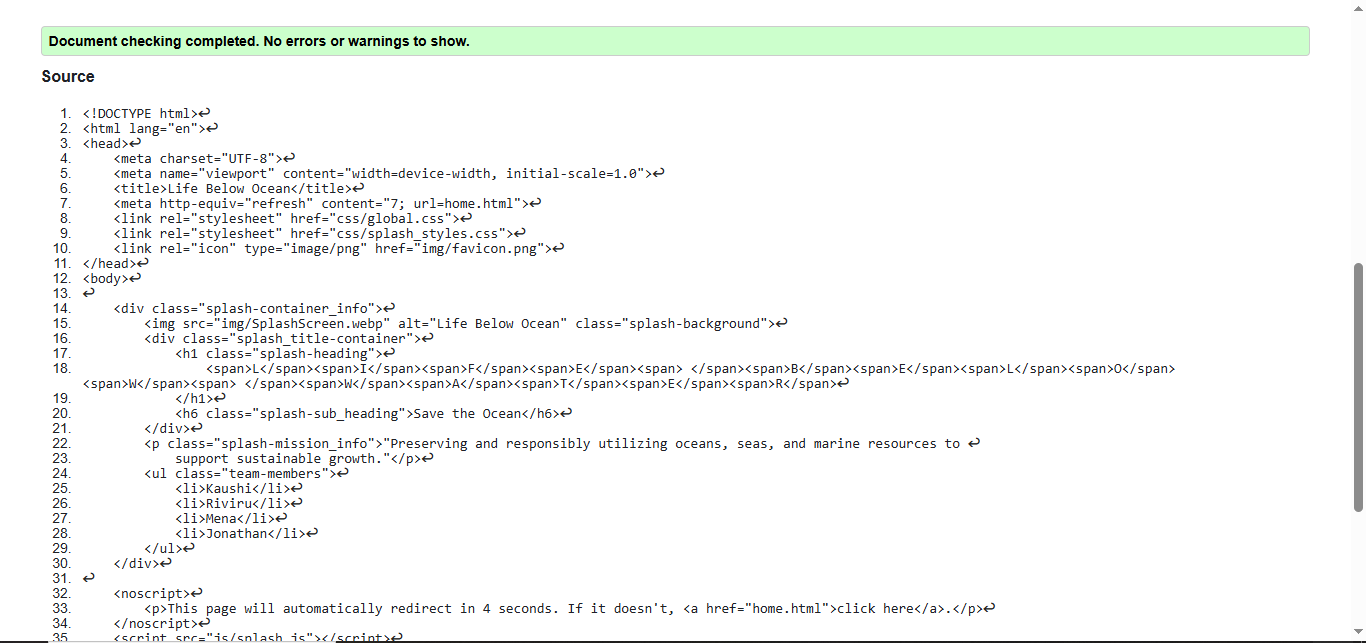 Document checking completed. No errors or warnings to show.
Source
1. <!DOCTYPE html>↩
2. <html lang="en">↩
3. <head>↩
4.     <meta charset="UTF-8">↩
5.     <meta name="viewport" content="width=device-width, initial-scale=1.0">↩
6.     <title>Life Below Ocean</title>↩
7.     <meta http-equiv="refresh" content="7; url=home.html">↩
8.     <link rel="stylesheet" href="css/global.css">↩
9.     <link rel="stylesheet" href="css/splash_styles.css">↩
10.     <link rel="icon" type="image/png" href="img/favicon.png">↩
11. </head>↩
12. <body>↩
13. ↩
14.     <div class="splash-container_info">↩
15.         <img src="img/SplashScreen.webp" alt="Life Below Ocean" class="splash-background">↩
16.         <div class="splash_title-container">↩
17.             <h1 class="splash-heading">↩
18.                 <span>L</span><span>I</span><span>F</span><span>E</span><span> </span><span>B</span><span>E</span><span>L</span><span>O</span>
<span>W</span><span> </span><span>W</span><span>A</span><span>T</span><span>E</span><span>R</span>↩
19.             </h1>↩
20.             <h6 class="splash-sub_heading">Save the Ocean</h6>↩
21.         </div>↩
22.         <p class="splash-mission_info">"Preserving and responsibly utilizing oceans, seas, and marine resources to ↩
23.             support sustainable growth."</p>↩
24.         <ul class="team-members">↩
25.             <li>Kaushi</li>↩
26.             <li>Riviru</li>↩
27.             <li>Mena</li>↩
28.             <li>Jonathan</li>↩
29.         </ul>↩
30.     </div>↩
31. ↩
32.     <noscript>↩
33.         <p>This page will automatically redirect in 4 seconds. If it doesn't, <a href="home.html">click here</a>.</p>↩
34.     </noscript>↩
35.     <script src="js/splash.js"></script>↩